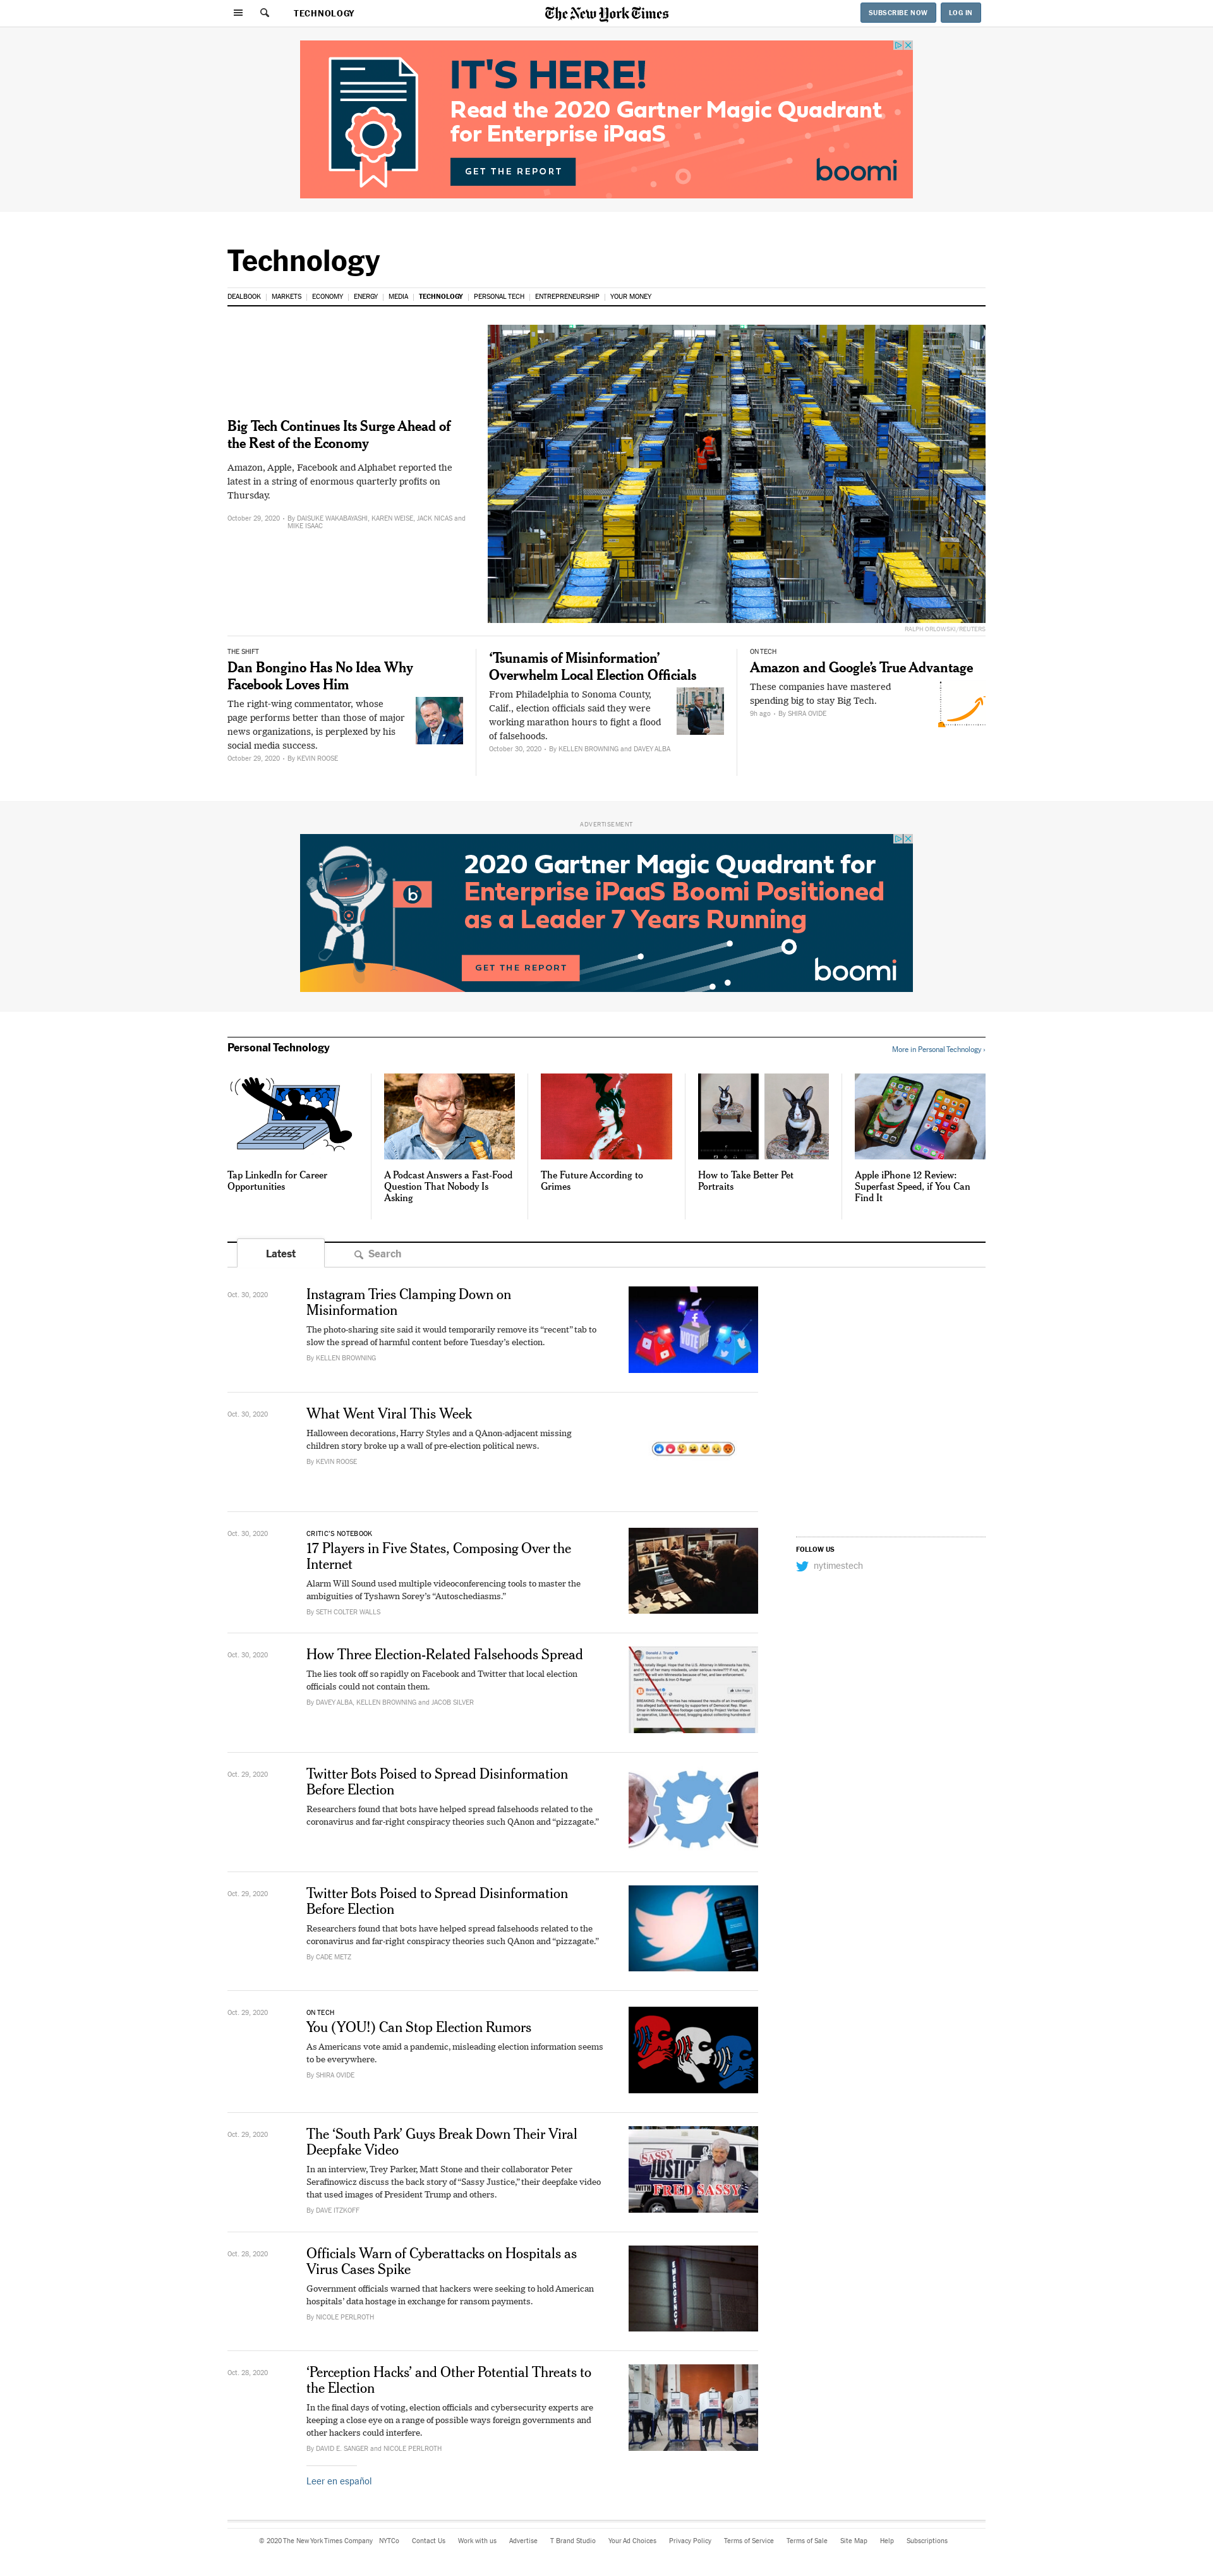 TECHNOLOGY
The New York Times
SUBSCRIBE NOW
LOG IN
IT'S HERE!
Read the 2020 Gartner Magic Quadrant
for Enterprise iPaaS
GET THE REPORT
boomi
Technology
DEALBOOK MARKETS ECONOMY ENERGY MEDIA TECHNOLOGY PERSONAL TECH ENTREPRENEURSHIP YOUR MONEY
Big Tech Continues Its Surge Ahead of
the Rest of the Economy
Amazon, Apple, Facebook and Alphabet reported the
latest in a string of enormous quarterly profits on
Thursday.
October 29, 2020 - By DAISUKE WAKABAYASHI, KAREN WEISE, JACK NICAS and
MIKE ISAAC
RALPH ORLOWSKI/REUTERS
THE SHIFT
Dan Bongino Has No Idea Why
Facebook Loves Him
The right-wing commentator, whose
page performs better than those of major
news organizations, is perplexed by his
social media success.
October 29, 2020 - By KEVIN ROOSE
‘Tsunamis of Misinformation’
Overwhelm Local Election Officials
From Philadelphia to Sonoma County,
Calif., election officials said they were
working marathon hours to fight a flood
of falsehoods.
October 30, 2020 - By KELLEN BROWNING and DAVEY ALBA
ON TECH
Amazon and Google’s True Advantage
These companies have mastered
spending big to stay Big Tech.
9h ago - By SHIRA OVIDE
ADVERTISEMENT
b
2020 Gartner Magic Quadrant for
Enterprise iPaaS Boomi Positioned
as a Leader 7 Years Running
GET THE REPORT
boomi
Personal Technology
More in Personal Technology ›
Tap LinkedIn for Career
Opportunities
A Podcast Answers a Fast-Food
Question That Nobody Is
Asking
The Future According to
Grimes
How to Take Better Pet
Portraits
Apple iPhone 12 Review:
Superfast Speed, if You Can
Find It
Latest
Search
Oct. 30, 2020
Instagram Tries Clamping Down on
Misinformation
The photo-sharing site said it would temporarily remove its “recent” tab to
slow the spread of harmful content before Tuesday’s election.
By KELLEN BROWNING
VOTE
Oct. 30, 2020
What Went Viral This Week
Halloween decorations, Harry Styles and a QAnon-adjacent missing
children story broke up a wall of pre-election political news.
By KEVIN ROOSE
Oct. 30, 2020
CRITIC'S NOTEBOOK
17 Players in Five States, Composing Over the
Internet
Alarm Will Sound used multiple videoconferencing tools to master the
ambiguities of Tyshawn Sorey’s “Autoschediasms.”
By SETH COLTER WALLS
FOLLOW US
nytimestech
Oct. 30, 2020
How Three Election-Related Falsehoods Spread
The lies took off so rapidly on Facebook and Twitter that local election
officials could not contain them.
By DAVEY ALBA, KELLEN BROWNING and JACOB SILVER
Donald J. Trump
Oct. 29, 2020
Twitter Bots Poised to Spread Disinformation
Before Election
Researchers found that bots have helped spread falsehoods related to the
coronavirus and far-right conspiracy theories such QAnon and “pizzagate.”
Oct. 29, 2020
Twitter Bots Poised to Spread Disinformation
Before Election
Researchers found that bots have helped spread falsehoods related to the
coronavirus and far-right conspiracy theories such QAnon and “pizzagate.”
By CADE METZ
Oct. 29, 2020
ON TECH
You (YOU!) Can Stop Election Rumors
As Americans vote amid a pandemic, misleading election information seems
to be everywhere.
By SHIRA OVIDE
Oct. 29, 2020
The ‘South Park’ Guys Break Down Their Viral
Deepfake Video
In an interview, Trey Parker, Matt Stone and their collaborator Peter
Serafinowicz discuss the back story of “Sassy Justice,” their deepfake video
that used images of President Trump and others.
By DAVE ITZKOFF
SASSY
JUSTICE
WITH FRED SASSY
Oct. 28, 2020
Officials Warn of Cyberattacks on Hospitals as
Virus Cases Spike
Government officials warned that hackers were seeking to hold American
hospitals’ data hostage in exchange for ransom payments.
By NICOLE PERLROTH
EMERGENCY
Oct. 28, 2020
‘Perception Hacks’ and Other Potential Threats to
the Election
In the final days of voting, election officials and cybersecurity experts are
keeping a close eye on a range of possible ways foreign governments and
other hackers could interfere.
By DAVID E. SANGER and NICOLE PERLROTH
Leer en español
© 2020 The New York Times Company NYTCo Contact Us Work with us Advertise T Brand Studio Your Ad Choices Privacy Policy Terms of Service Terms of Sale Site Map Help Subscriptions